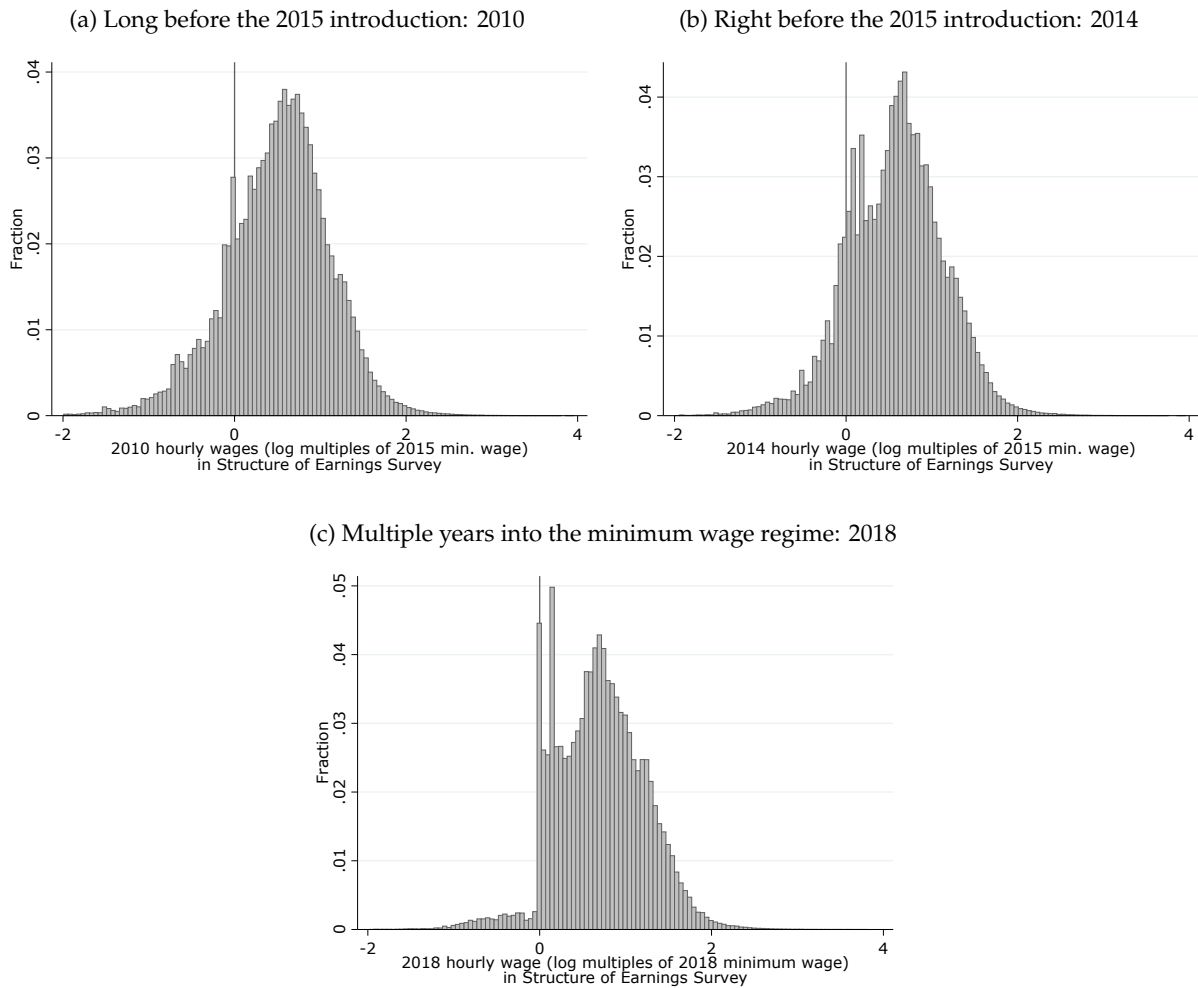 (a) Long before the 2015 introduction: 2010
.04
.03
.02
.01
0
Fraction
-2
0
2
4
2010 hourly wages (log multiples of 2015 min. wage)
in Structure of Earnings Survey
(b) Right before the 2015 introduction: 2014
.04
.03
.02
.01
0
Fraction
-2
0
2
4
2014 hourly wage (log multiples of 2015 min. wage)
in Structure of Earnings Survey
(c) Multiple years into the minimum wage regime: 2018
.05
.04
.03
.02
.01
0
Fraction
-2
0
2
4
2018 hourly wage (log multiples of 2018 minimum wage)
in Structure of Earnings Survey